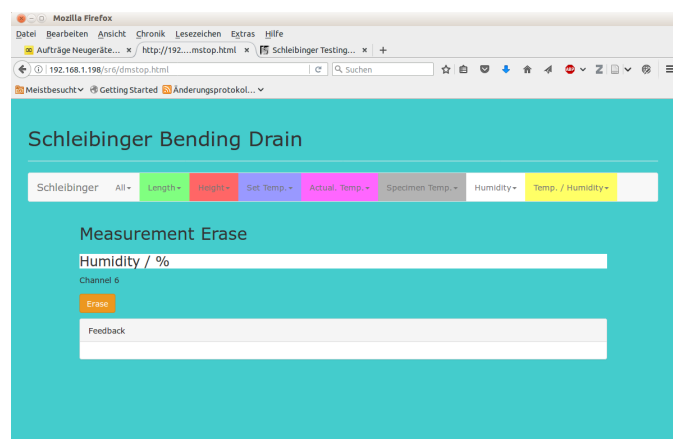 Mozilla Firefox
Datei Bearbeiten Ansicht Chronik Lesezeichen Extras Hilfe
Aufträge Neugeräte... × http://192....mstop.html × Schleibinger Testing... × +
192.168.1.198/sr6/dmstop.html Suchen ABP Z
Meistbesucht Getting Started Änderungsprotokol...
Schleibinger Bending Drain
Schleibinger All Length Height Set Temp. Actual. Temp. Specimen Temp. Humidity Temp. / Humidity
Measurement Erase
Humidity / %
Channel 6
Erase
Feedback